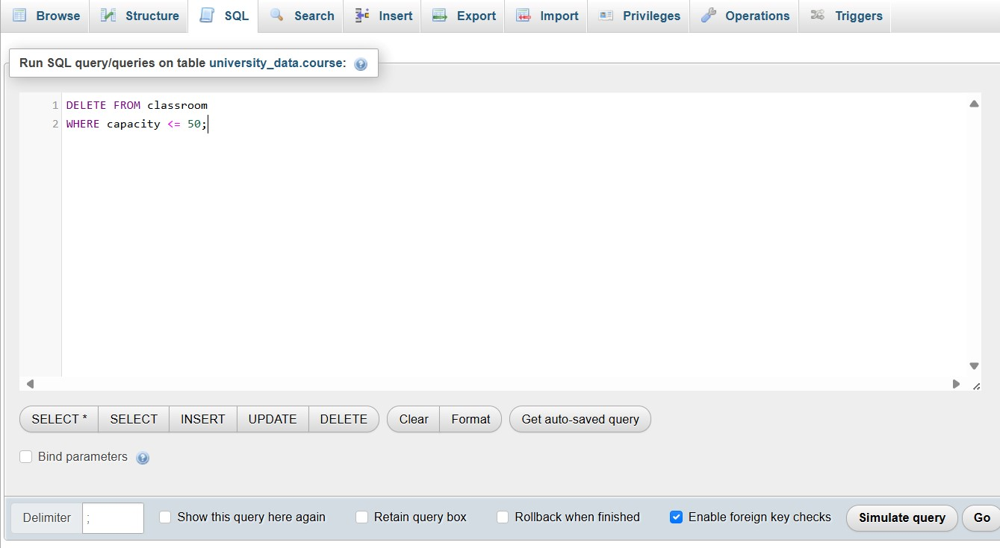 Browse Structure SQL Search Insert Export Import Privileges Operations Triggers
Run SQL query/queries on table university_data.course:
1 DELETE FROM classroom
2 WHERE capacity <= 50;
SELECT * SELECT INSERT UPDATE DELETE Clear Format Get auto-saved query
Bind parameters
Delimiter ; Show this query here again Retain query box Rollback when finished Enable foreign key checks Simulate query Go